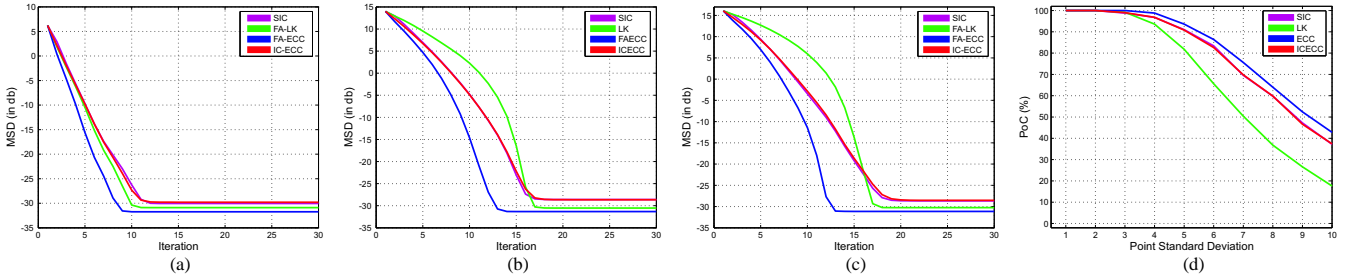 10
5
0
-5
-10
-15
-20
-25
-30
-35
MSD (in db)
0 5 10 15 20 25 30
Iteration
SIC
FA-LK
FA-ECC
IC-ECC
(a)
15
10
5
0
-5
-10
-15
-20
-25
-30
-35
MSD (in db)
0 5 10 15 20 25 30
Iteration
SIC
LK
FAECC
ICECC
(b)
15
10
5
0
-5
-10
-15
-20
-25
-30
-35
MSD (in db)
0 5 10 15 20 25 30
Iteration
SIC
FA-LK
FA-ECC
IC-ECC
(c)
100
90
80
70
60
50
40
30
20
10
0
PoC (%)
1 2 3 4 5 6 7 8 9 10
Point Standard Deviation
SIC
LK
ECC
ICECC
(d)